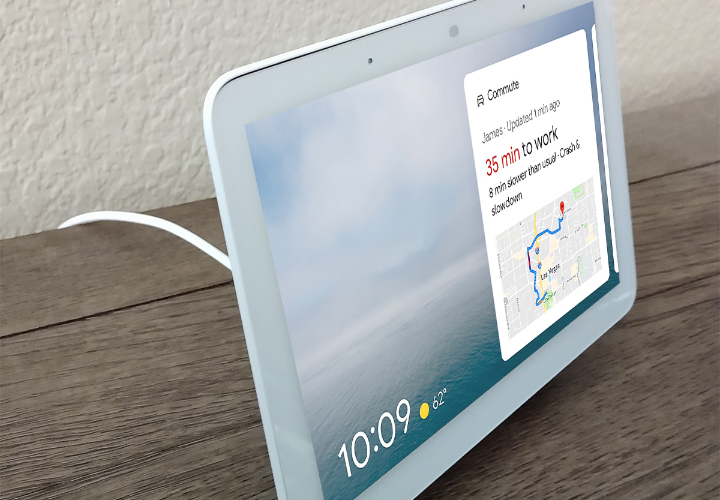 Commute
James · Updated 1 min ago
35 min to work
8 min slower than usual · Crash &
slowdown
Las Vegas
10:09 62°